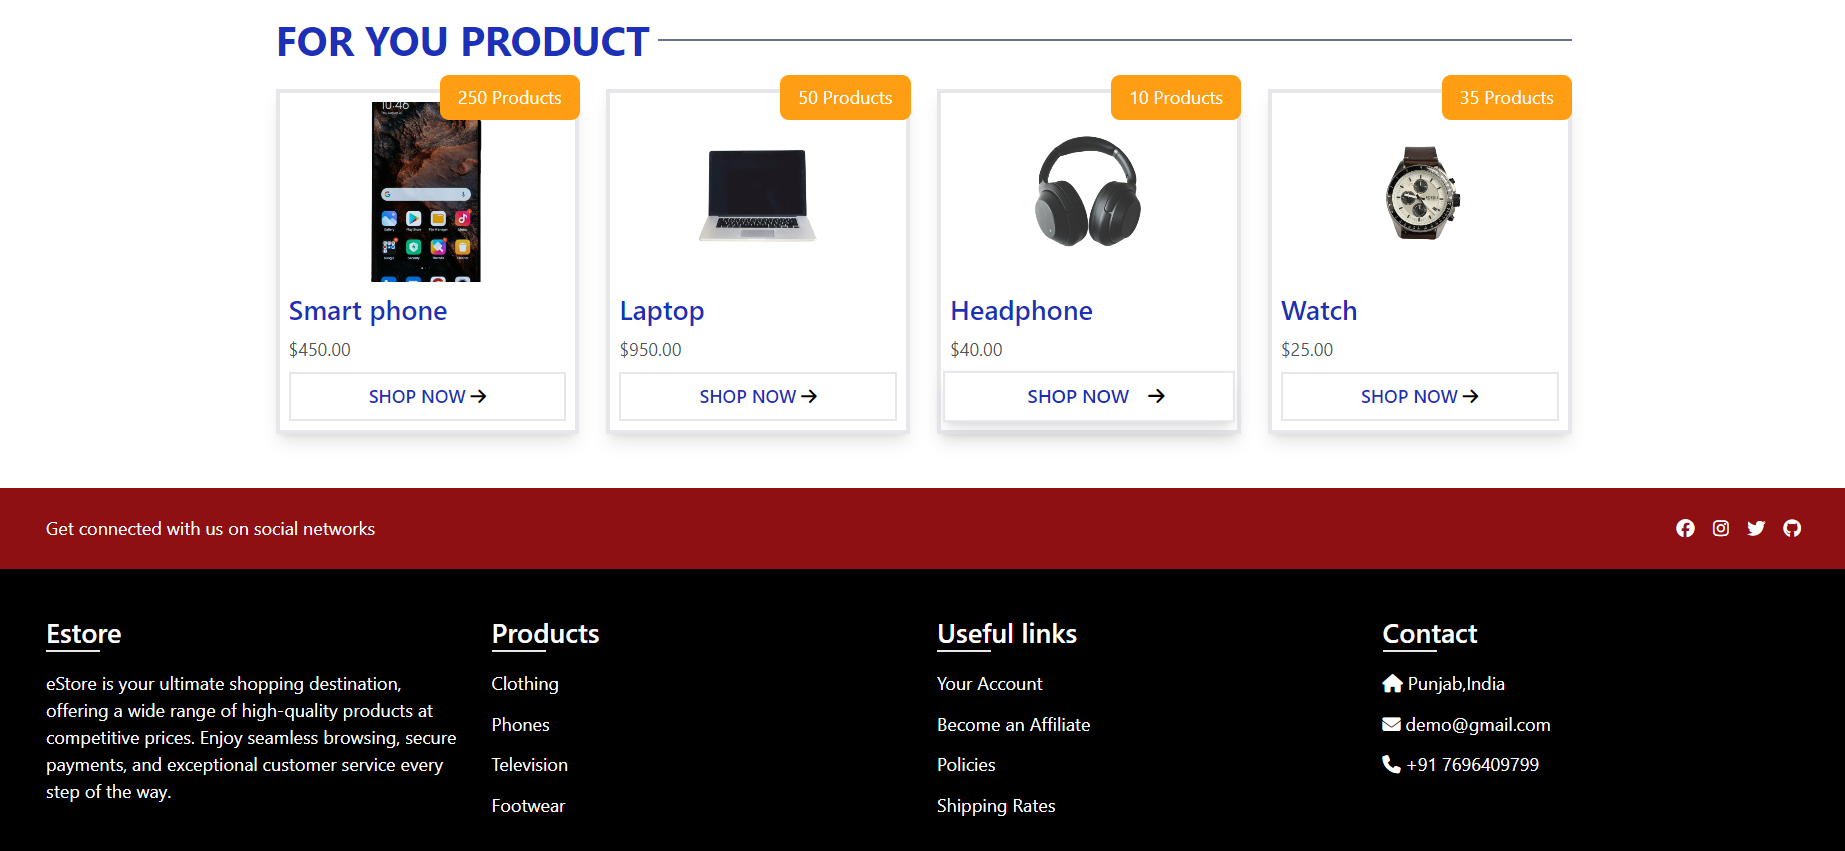 FOR YOU PRODUCT
250 Products
50 Products
10 Products
35 Products
10:46
Smart phone
Laptop
Headphone
Watch
$450.00
$950.00
$40.00
$25.00
SHOP NOW
SHOP NOW
SHOP NOW
SHOP NOW
Get connected with us on social networks
Estore
eStore is your ultimate shopping destination,
offering a wide range of high-quality products at
competitive prices. Enjoy seamless browsing, secure
payments, and exceptional customer service every
step of the way.
Products
Clothing
Phones
Television
Footwear
Useful links
Your Account
Become an Affiliate
Policies
Shipping Rates
Contact
Punjab,India
demo@gmail.com
+91 7696409799